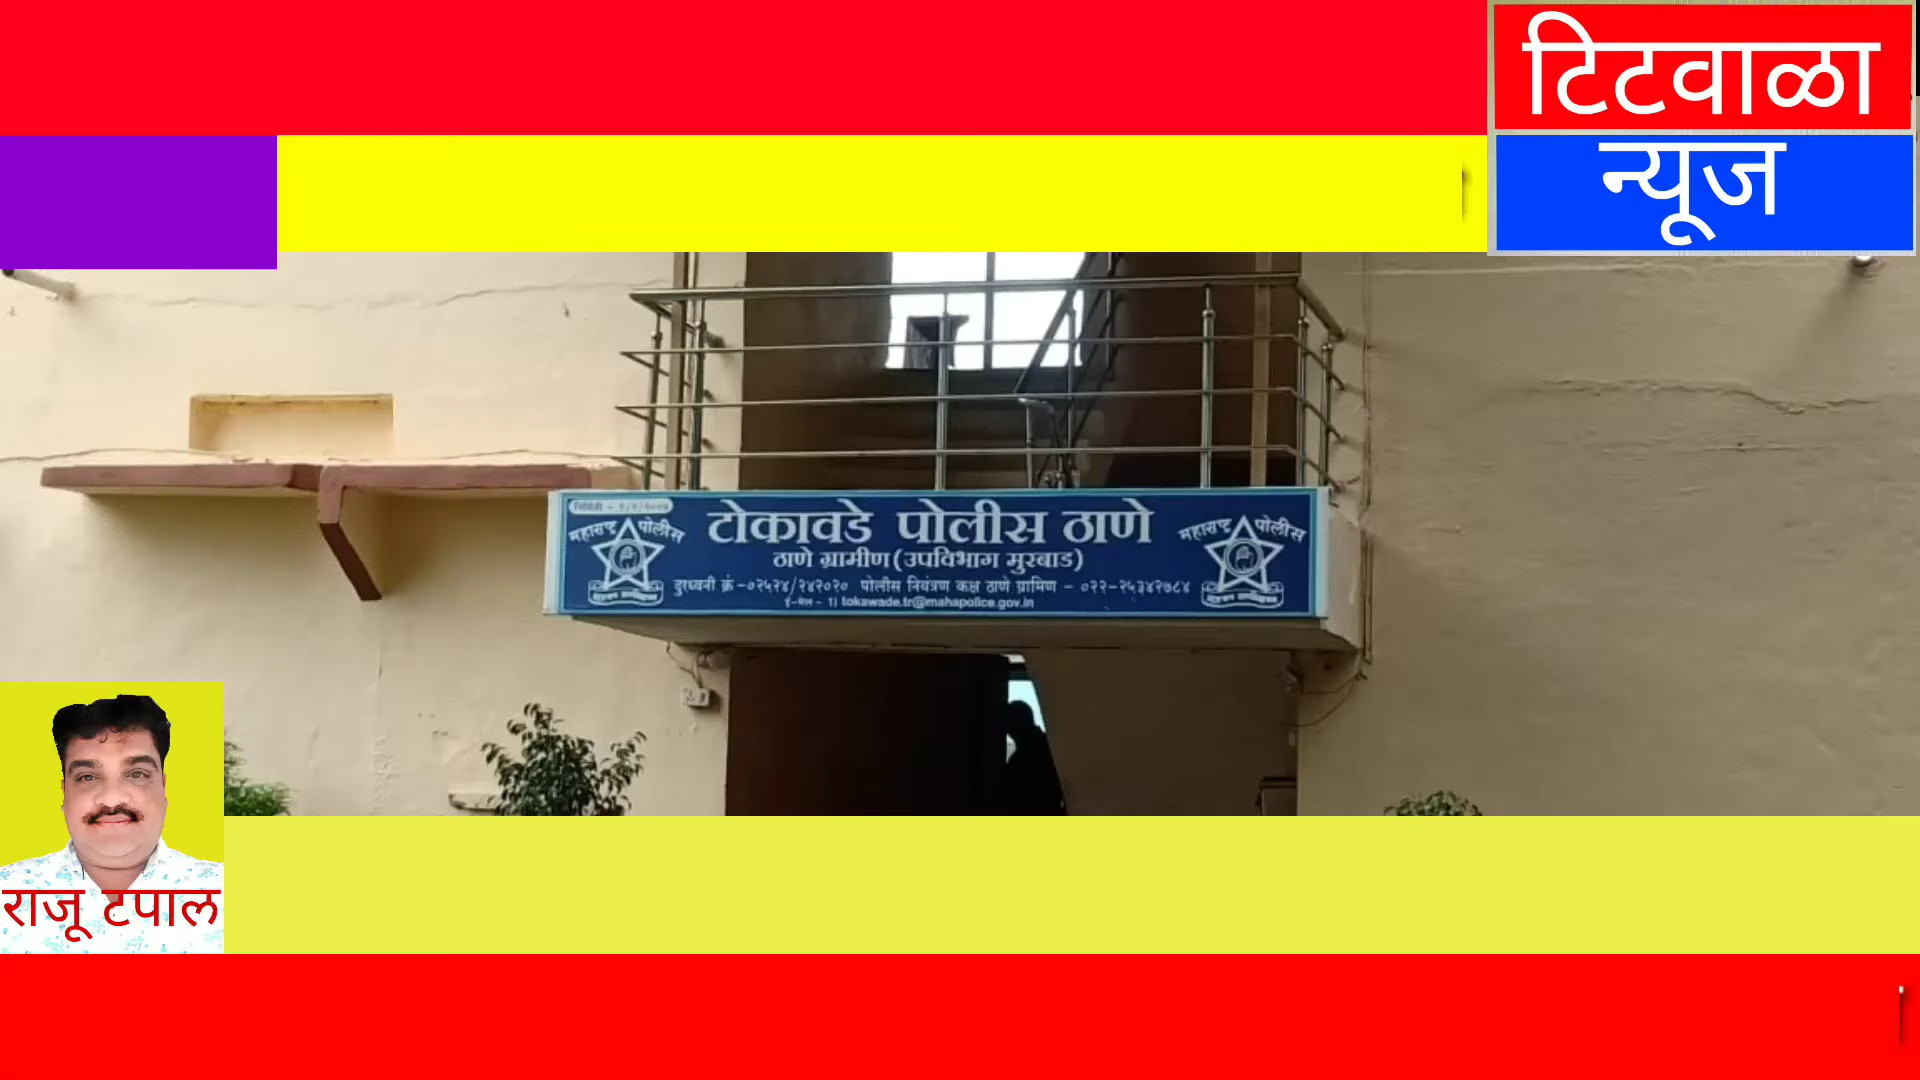 टिटवाळा
न्यूज
महाराष्ट्र पोलीस
टोकावडे पोलीस ठाणे
महाराष्ट्र पोलीस
ठाणे ग्रामीण (उपविभाग मुरबाड)
दुरध्वनी क्रं -०२५२४/२४२०२० पोलीस नियंत्रण कक्ष ठाणे ग्रामिण - ०२२-२५३४२७८४
ई-मेल - 1) tokawade.tr@mahapolice.gov.in
राजू टपाल